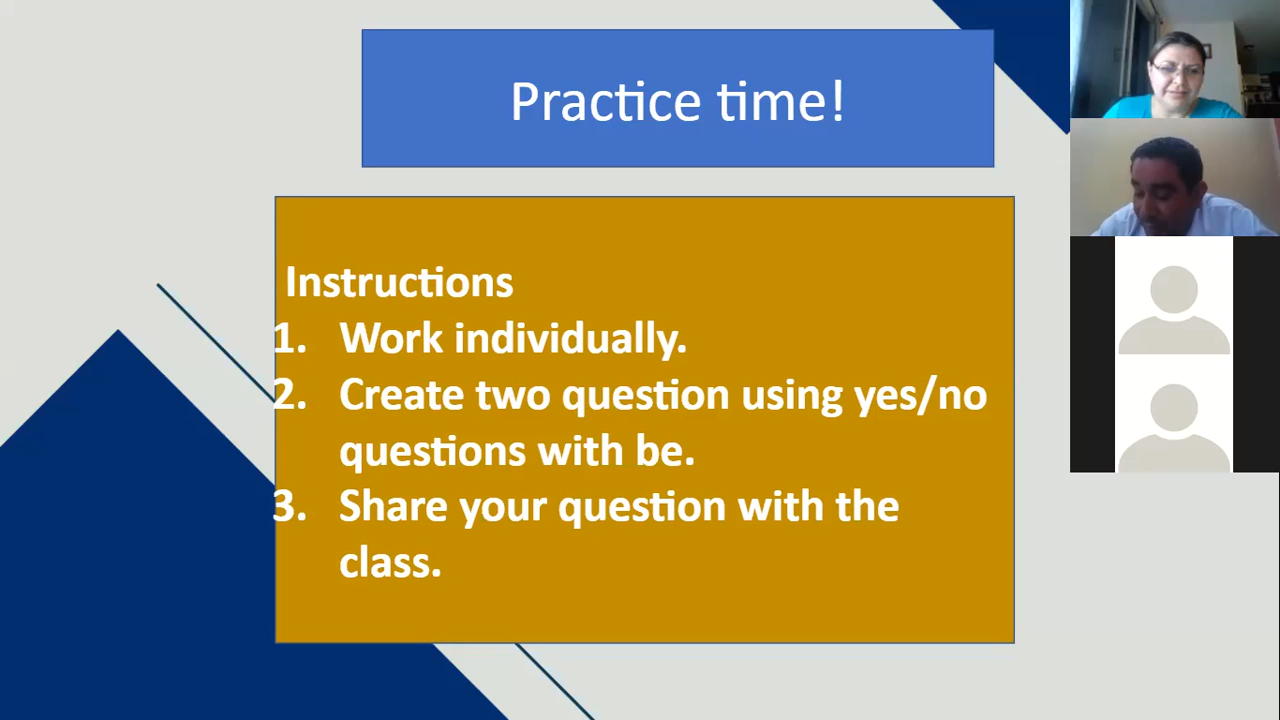 Practice time!
Instructions
1. Work individually.
2. Create two question using yes/no
questions with be.
3. Share your question with the
class.